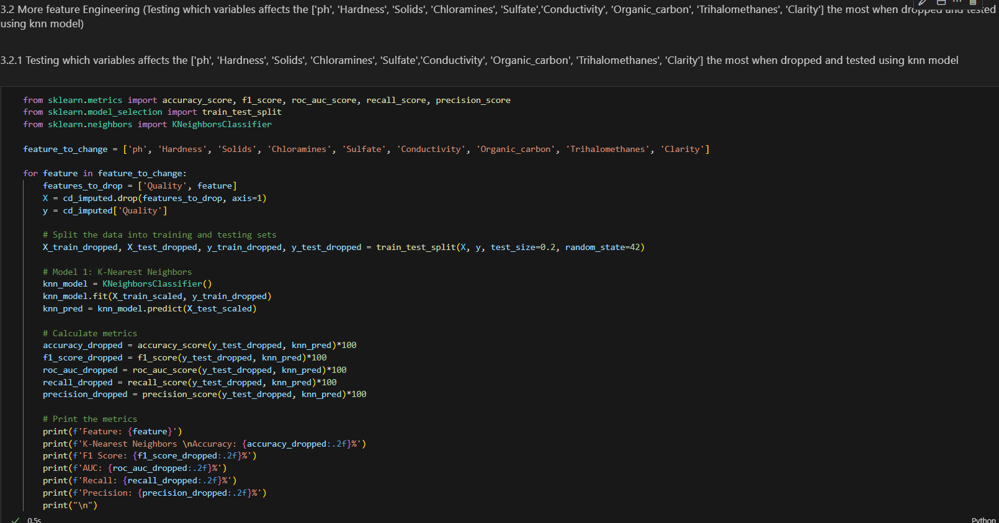 3.2 More feature Engineering (Testing which variables affects the ['ph', 'Hardness', 'Solids', 'Chloramines', 'Sulfate','Conductivity', 'Organic_carbon', 'Trihalomethanes', 'Clarity'] the most when dropped and tested
using knn model)
3.2.1 Testing which variables affects the ['ph', 'Hardness', 'Solids', 'Chloramines', 'Sulfate','Conductivity', 'Organic_carbon', 'Trihalomethanes', 'Clarity'] the most when dropped and tested using knn model
from sklearn.metrics import accuracy_score, f1_score, roc_auc_score, recall_score, precision_score
from sklearn.model_selection import train_test_split
from sklearn.neighbors import KNeighborsClassifier
feature_to_change = ['ph', 'Hardness', 'Solids', 'Chloramines', 'Sulfate', 'Conductivity', 'Organic_carbon', 'Trihalomethanes', 'Clarity']
for feature in feature_to_change:
    features_to_drop = ['Quality', feature]
    X = cd_imputed.drop(features_to_drop, axis=1)
    y = cd_imputed['Quality']
    # Split the data into training and testing sets
    X_train_dropped, X_test_dropped, y_train_dropped, y_test_dropped = train_test_split(X, y, test_size=0.2, random_state=42)
    # Model 1: K-Nearest Neighbors
    knn_model = KNeighborsClassifier()
    knn_model.fit(X_train_scaled, y_train_dropped)
    knn_pred = knn_model.predict(X_test_scaled)
    # Calculate metrics
    accuracy_dropped = accuracy_score(y_test_dropped, knn_pred)*100
    f1_score_dropped = f1_score(y_test_dropped, knn_pred)*100
    roc_auc_dropped = roc_auc_score(y_test_dropped, knn_pred)*100
    recall_dropped = recall_score(y_test_dropped, knn_pred)*100
    precision_dropped = precision_score(y_test_dropped, knn_pred)*100
    # Print the metrics
    print(f'Feature: {feature}')
    print(f'K-Nearest Neighbors \nAccuracy: {accuracy_dropped:.2f}%')
    print(f'F1 Score: {f1_score_dropped:.2f}%')
    print(f'AUC: {roc_auc_dropped:.2f}%')
    print(f'Recall: {recall_dropped:.2f}%')
    print(f'Precision: {precision_dropped:.2f}%')
    print("\n")
0.5s
Python